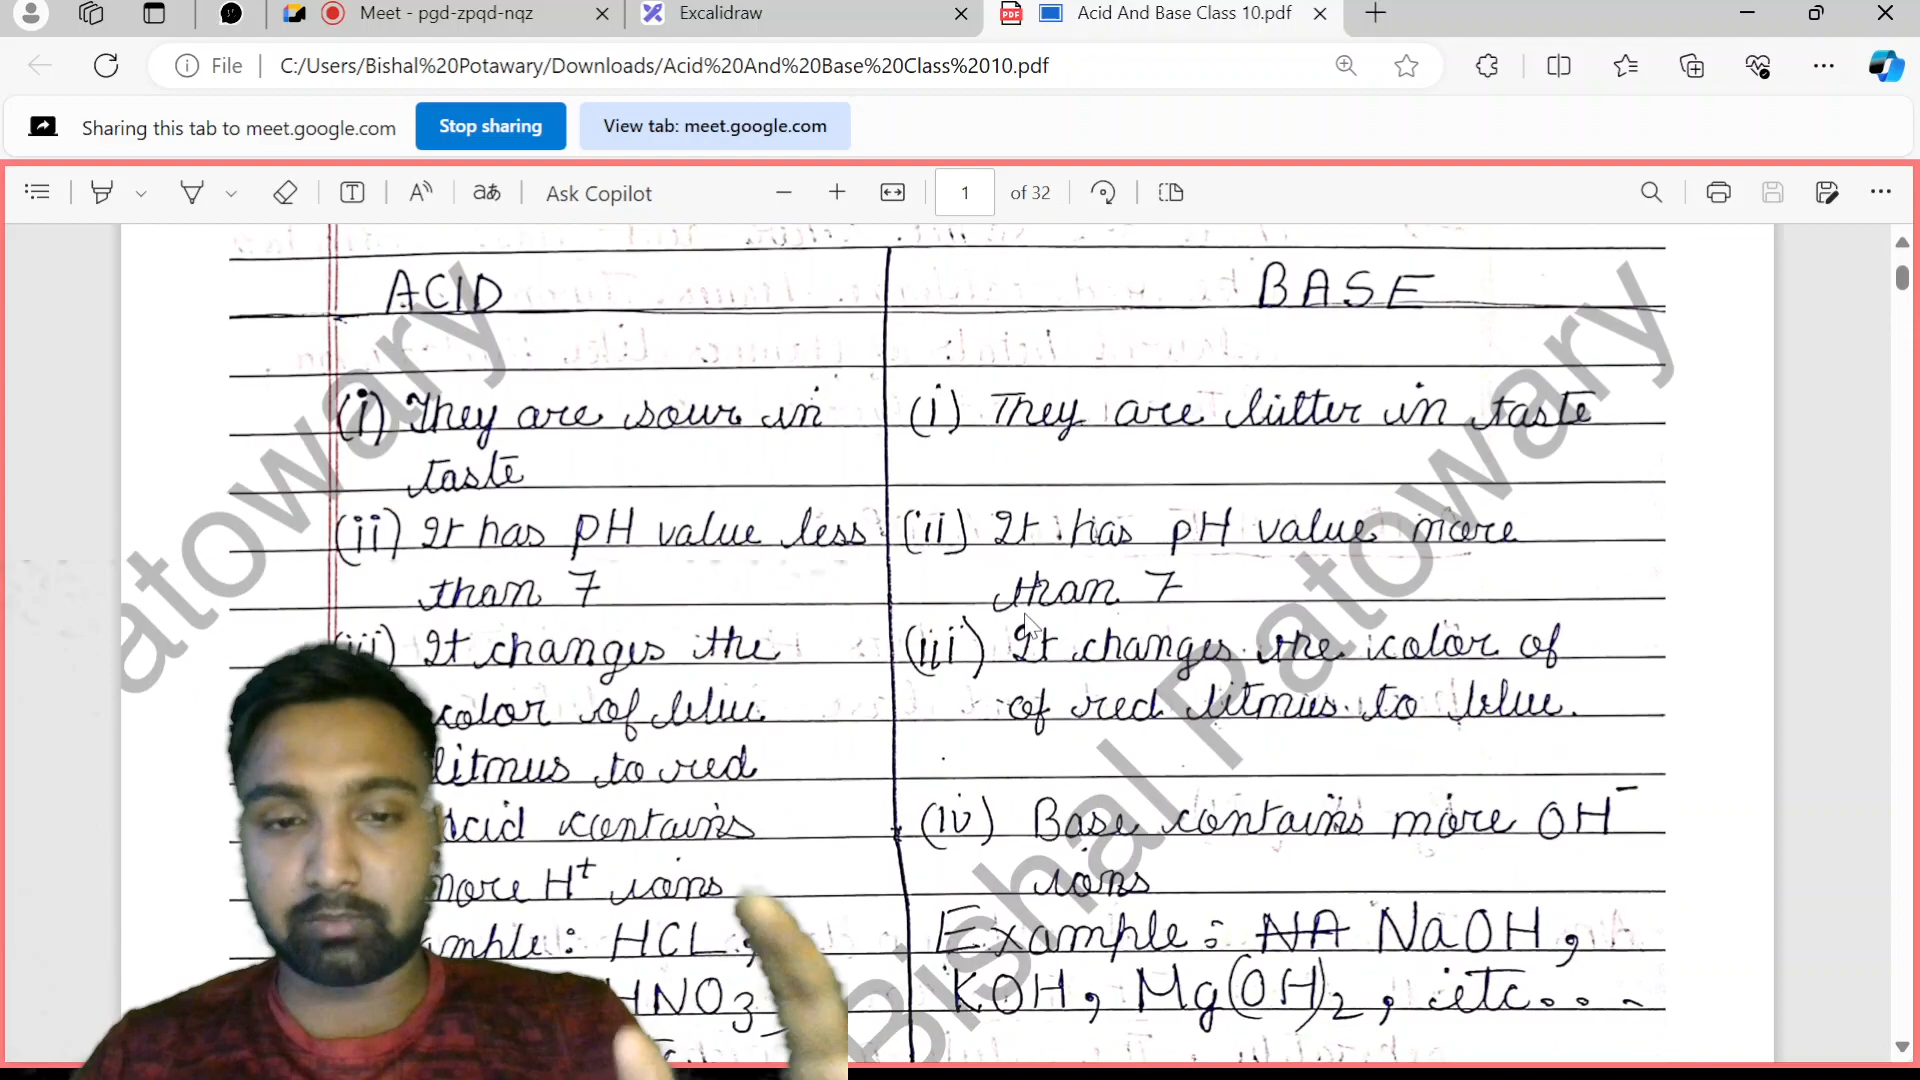 Meet - pgd-zpqd-nqz
Excalidraw
PDF
Acid And Base Class 10.pdf
File
C:/Users/Bishal%20Potawary/Downloads/Acid%20And%20Base%20Class%2010.pdf
Sharing this tab to meet.google.com
Stop sharing
View tab: meet.google.com
Ask Copilot
1
of 32
ACID
(i) They are sour in
taste
(ii) It has pH value less
than 7
(iii) It changes the
color of blue
litmus to red
Acid contains
more H⁺ ions
ample: HCL,
HNO3
BASE
(i) They are bitter in taste
(ii) It has pH value more
than 7
(iii) It changes the color of
of red litmus to blue.
(iv) Base contains more OH⁻
ions
Example: NA NaOH,
KOH, Mg(OH)2, etc....
Bishal Patowary
atowary